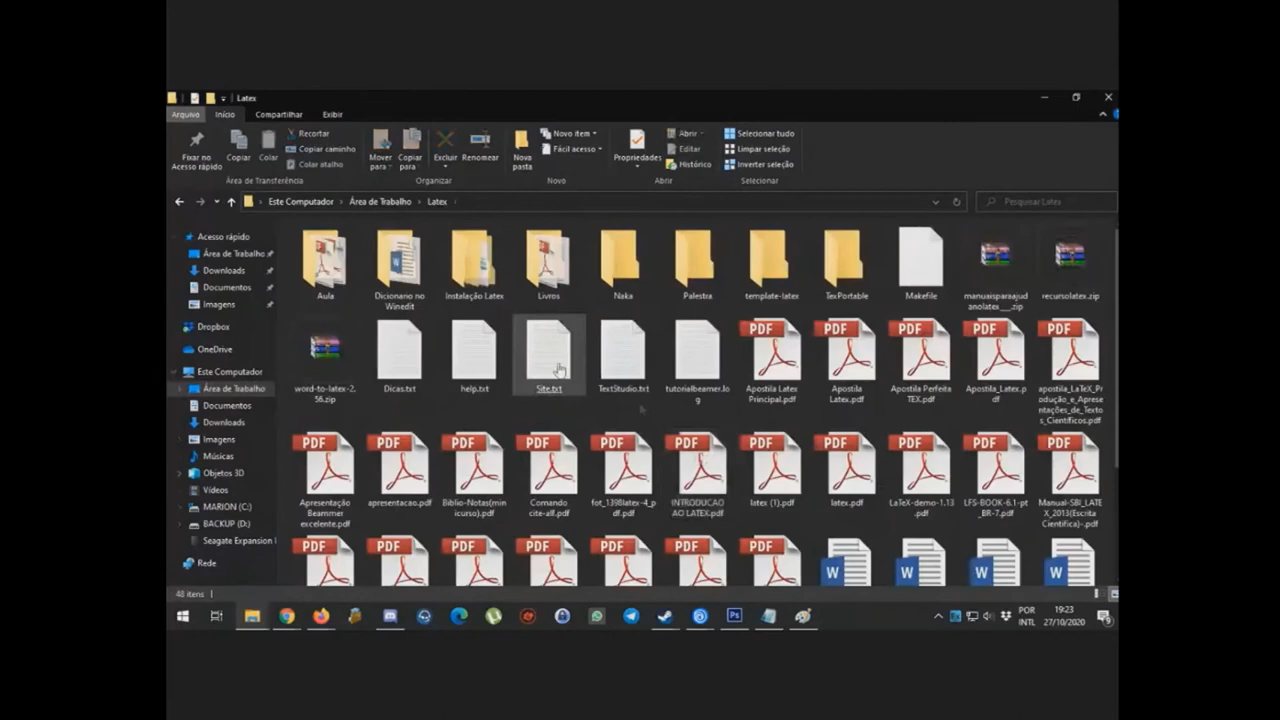 Latex
Arquivo Início Compartilhar Exibir
Fixar no Acesso rápido
Copiar
Colar
Recortar
Copiar caminho
Colar atalho
Mover para
Copiar para
Excluir
Renomear
Nova pasta
Novo item
Fácil acesso
Propriedades
Abrir
Editar
Histórico
Selecionar tudo
Limpar seleção
Inverter seleção
Área de Transferência Organizar Novo Abrir Selecionar
Este Computador Área de Trabalho Latex
Pesquisar Latex
Acesso rápido
Área de Trabalho
Downloads
Documentos
Imagens
Dropbox
OneDrive
Este Computador
Área de Trabalho
Documentos
Downloads
Imagens
Músicas
Objetos 3D
Vídeos
MARION (C:)
BACKUP (D:)
Seagate Expansion
Rede
Aula
Dicionario no
Winedit
Instalação Latex
Livros
Naka
Palestra
template-latex
TexPortable
Makefile
manuaisparaajud
anolatex___.zip
recursolatex.zip
word-to-latex-2.
56.zip
Dicas.txt
help.txt
Site.txt
TextStudio.txt
tutorialbeamer.lo
g
Apostila Latex
Principal.pdf
Apostila
Latex.pdf
Apostila Perfeita
TEX.pdf
Apostila_Latex.p
df
apostila_LaTeX_Pr
odução_e_Aprese
ntações_de_Texto
s_Científicos.pdf
Apresentação
Beammer
excelente.pdf
apresentacao.pdf
Biblio-Notas(min
icurso).pdf
Comando
cite-all.pdf
fot_1398latex-4_p
df.pdf
INTRODUCAO
AO LATEX.pdf
latex (1).pdf
latex.pdf
LaTeX-demo-1.13
.pdf
LFS-BOOK-6.1-pt
_BR-7.pdf
Manual-SBI_LATE
X_2013(Escrita
Cientifica)-.pdf
48 itens
POR
INTL
19:23
27/10/2020